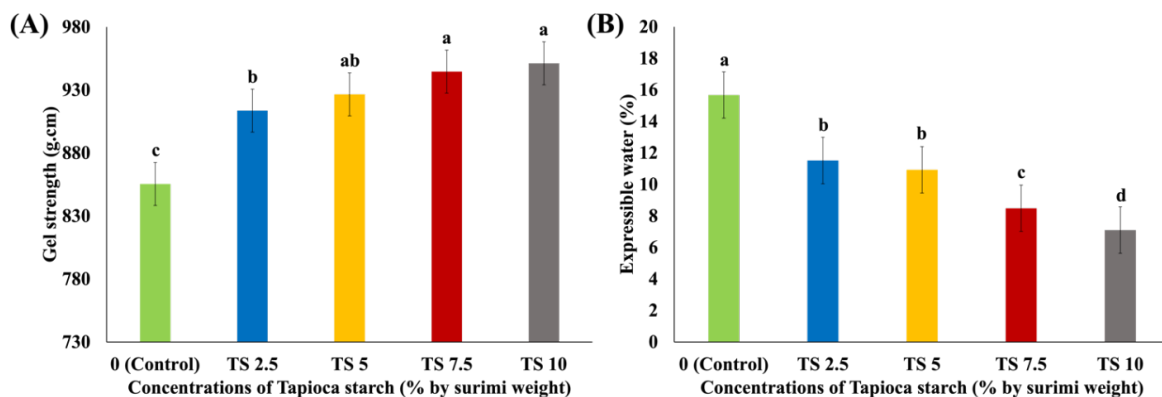 (A)
Gel strength (g.cm)
980
930
880
830
780
730
c
b
ab
a
a
0 (Control) TS 2.5 TS 5 TS 7.5 TS 10
Concentrations of Tapioca starch (% by surimi weight)
(B)
Expressible water (%)
20
18
16
14
12
10
8
6
4
2
0
a
b
b
c
d
0 (Control) TS 2.5 TS 5 TS 7.5 TS 10
Concentrations of Tapioca starch (% by surimi weight)